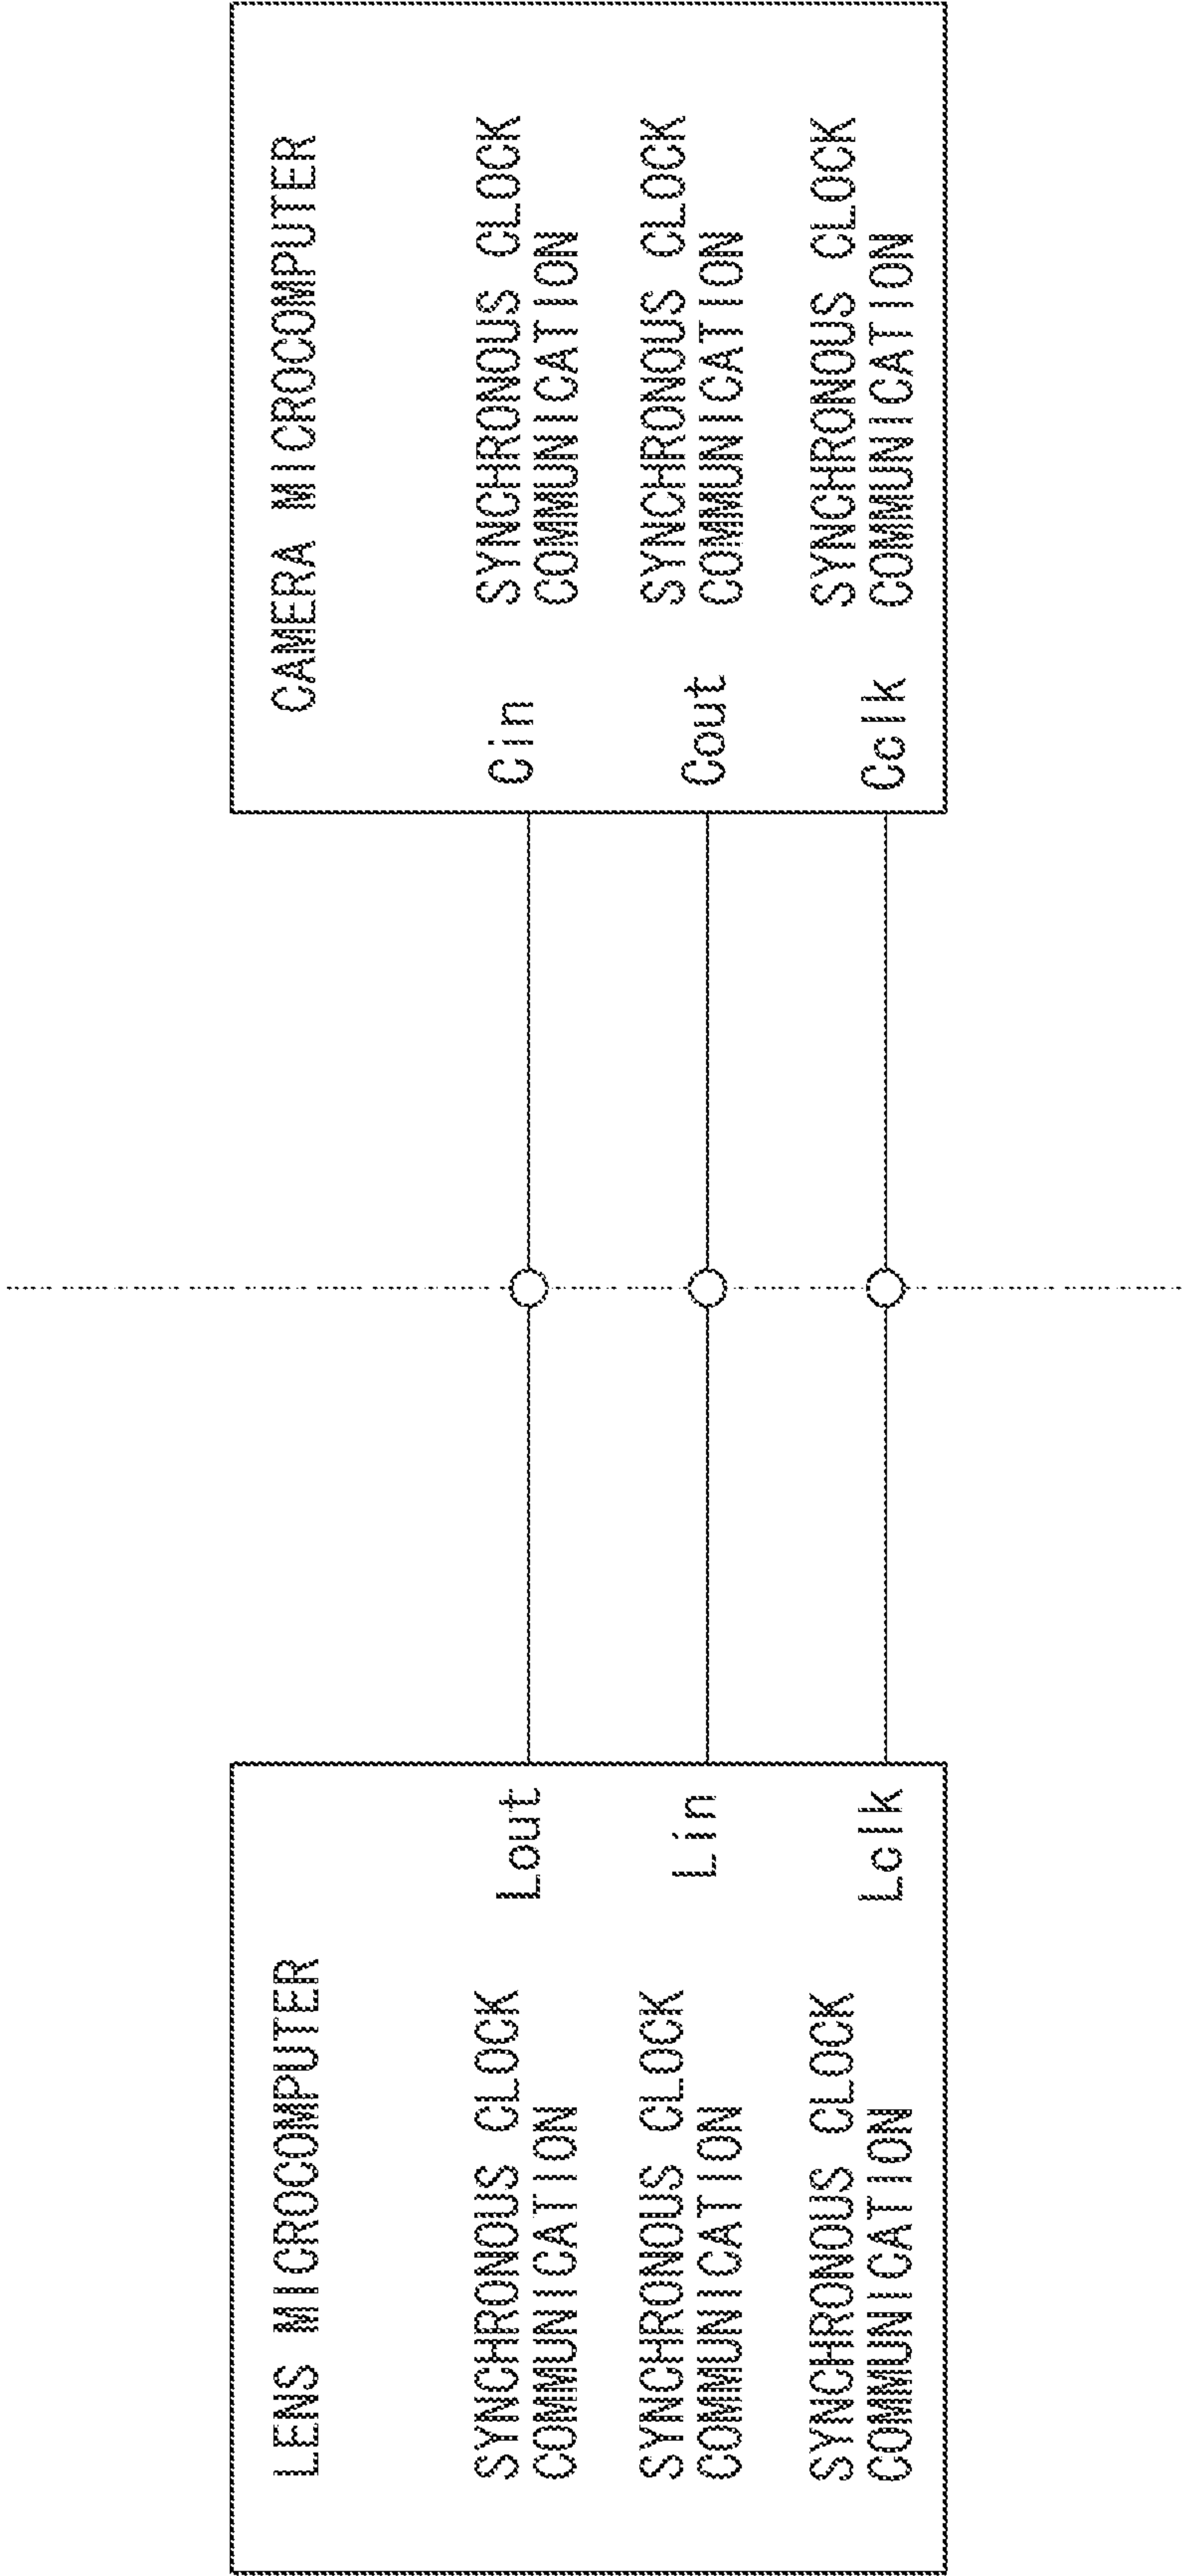 LENS MICROCOMPUTER
SYNCHRONOUS CLOCK
COMMUNICATION
Lout
SYNCHRONOUS CLOCK
COMMUNICATION
Lin
SYNCHRONOUS CLOCK
COMMUNICATION
Lclk
CAMERA MICROCOMPUTER
Cin
SYNCHRONOUS CLOCK
COMMUNICATION
Cout
SYNCHRONOUS CLOCK
COMMUNICATION
Cclk
SYNCHRONOUS CLOCK
COMMUNICATION